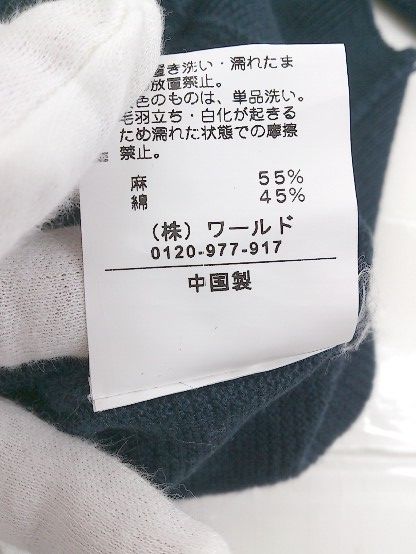 置き洗い・濡れたま
放置禁止。
色のものは、単品洗い。
毛羽立ち・白化が起きる
ため濡れた状態での摩擦
禁止。
麻 55%
綿 45%
(株) ワールド
0120-977-917
中国製